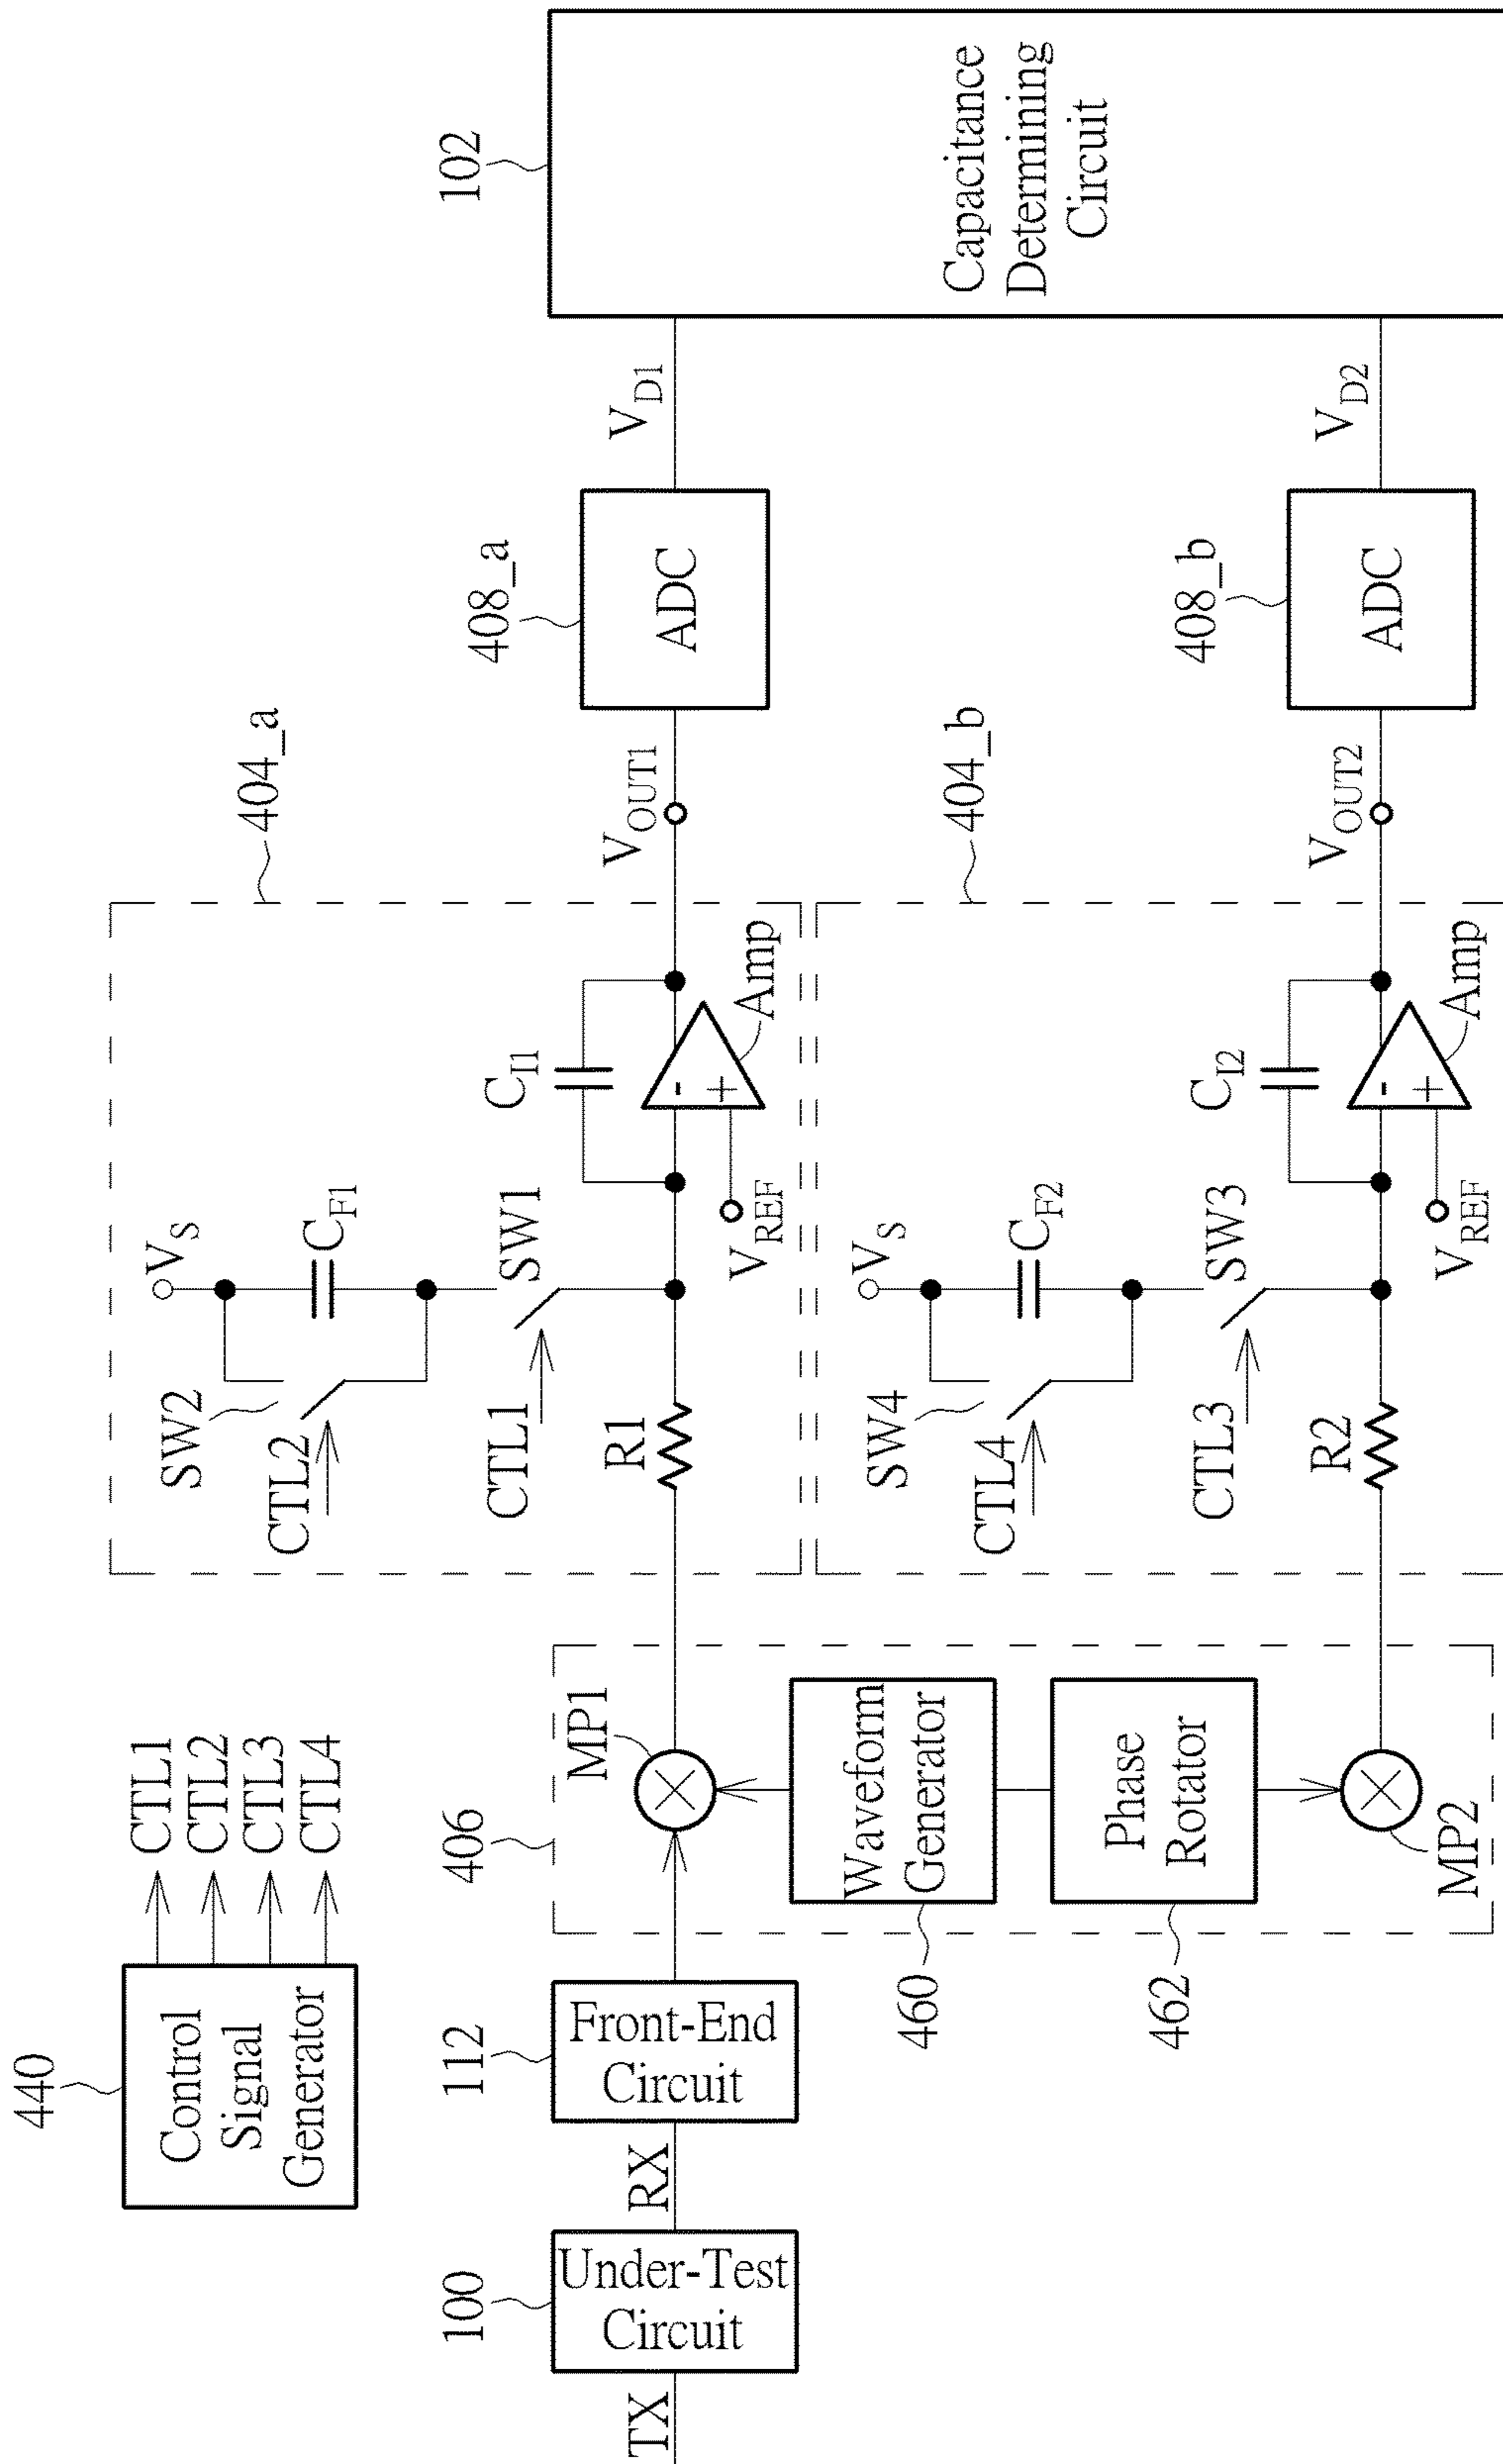 440
Control
Signal
Generator
CTL1
CTL2
CTL3
CTL4
TX
100
Under-Test
Circuit
RX
112
Front-End
Circuit
406
MP1
460
Waveform
Generator
462
Phase
Rotator
MP2
404_a
SW2
CTL2
VS
CF1
CTL1
SW1
R1
CI1
-
+
VREF
Amp
VOUT1
408_a
ADC
VD1
404_b
SW4
CTL4
VS
CF2
CTL3
SW3
R2
CI2
-
+
VREF
Amp
VOUT2
408_b
ADC
VD2
102
Capacitance
Determining
Circuit